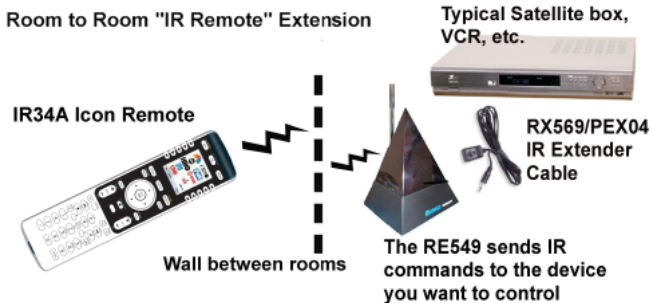 Room to Room "IR Remote" Extension
Typical Satellite box,
VCR, etc.
IR34A Icon Remote
RX569/PEX04
IR Extender
Cable
Wall between rooms
The RE549 sends IR
commands to the device
you want to control